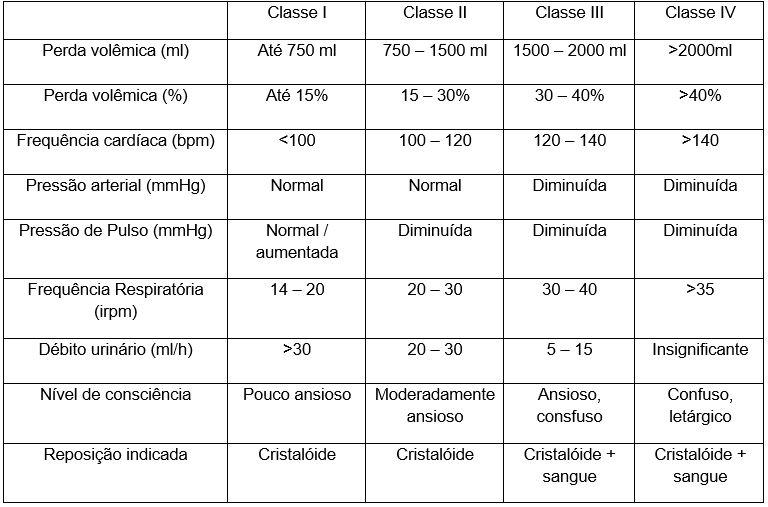 Classe I Classe II Classe III Classe IV
Perda volêmica (ml) Até 750 ml 750 – 1500 ml 1500 – 2000 ml >2000ml
Perda volêmica (%) Até 15% 15 – 30% 30 – 40% >40%
Frequência cardíaca (bpm) <100 100 – 120 120 – 140 >140
Pressão arterial (mmHg) Normal Normal Diminuída Diminuída
Pressão de Pulso (mmHg) Normal / Diminuída Diminuída Diminuída
aumentada
Frequência Respiratória 14 – 20 20 – 30 30 – 40 >35
(irpm)
Débito urinário (ml/h) >30 20 – 30 5 – 15 Insignificante
Nível de consciência Pouco ansioso Moderadamente Ansioso, Confuso,
ansioso consfuso letárgico
Reposição indicada Cristalóide Cristalóide Cristalóide + Cristalóide +
sangue sangue